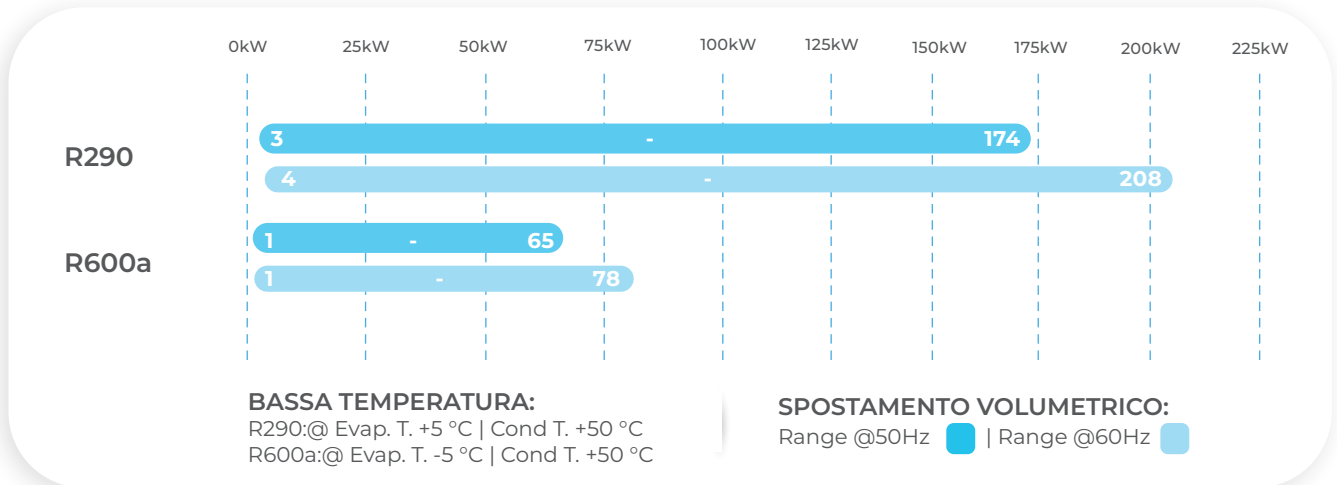 0kW 25kW 50kW 75kW 100kW 125kW 150kW 175kW 200kW 225kW
R290
3 - 174
4 - 208
R600a
1 - 65
1 - 78
BASSA TEMPERATURA:
R290:@ Evap. T. +5 °C | Cond T. +50 °C
R600a:@ Evap. T. -5 °C | Cond T. +50 °C
SPOSTAMENTO VOLUMETRICO:
Range @50Hz | Range @60Hz